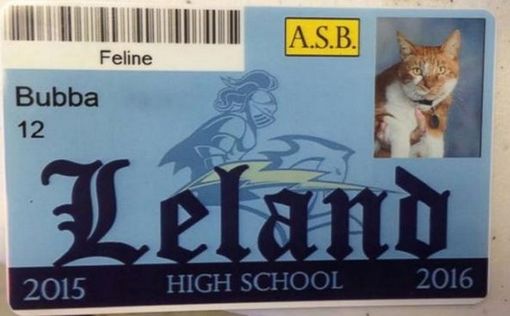 Feline
A.S.B.
Bubba
12
Leland
2015 HIGH SCHOOL 2016